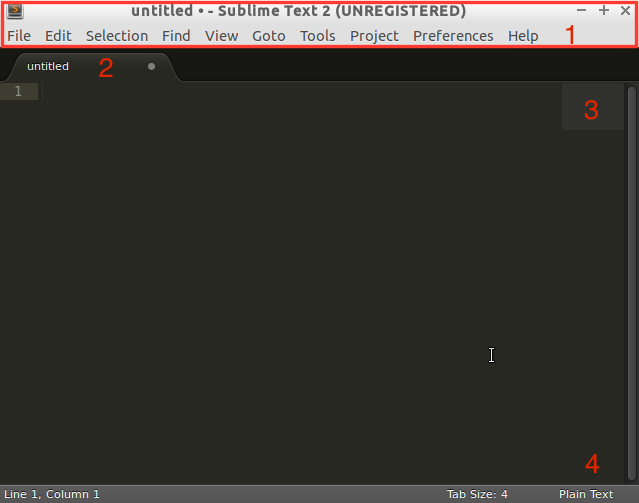 untitled • - Sublime Text 2 (UNREGISTERED)
File Edit Selection Find View Goto Tools Project Preferences Help 1
untitled 2
1 3
4
Line 1, Column 1 Tab Size: 4 Plain Text